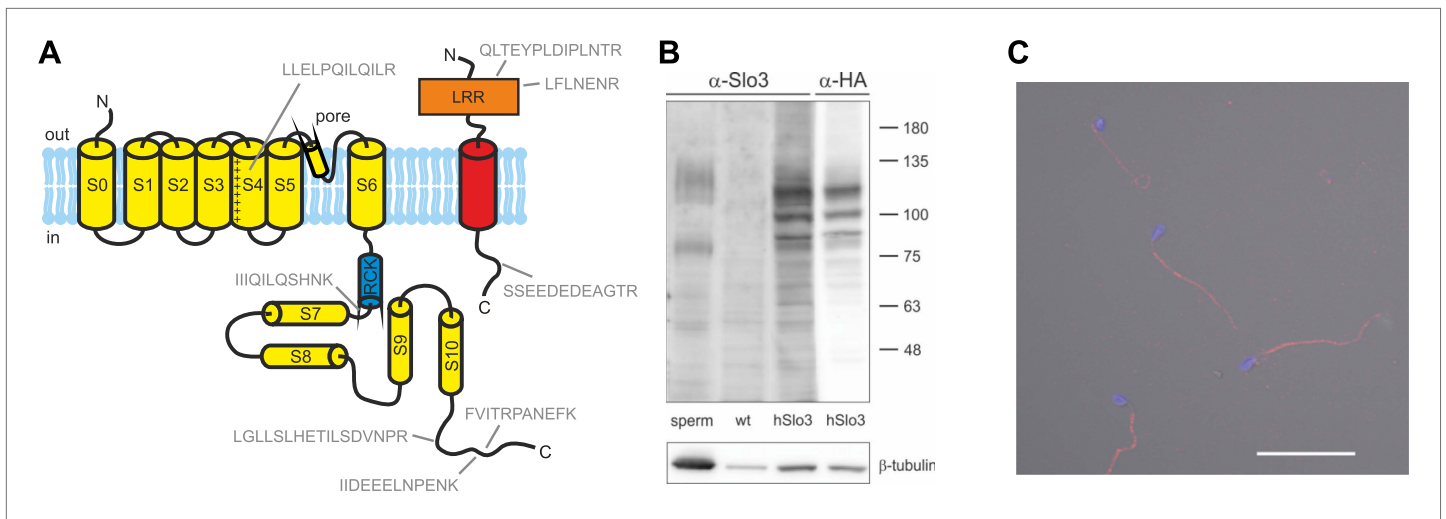 A
N
LLELPQILQILR
out
in
pore
S0
S1
S2
S3
S4
+++++++++
S5
S6
IIIQILQSHNK
RCK
S7
S8
S9
S10
LGLLSLHETILSDVNPR
FVITRPANEFK
IIDEEELNPENK
C
N
QLTEYPLDIPLNTR
LRR
LFLNENR
SSEEDEDEAGTR
C
B
α-Slo3 α-HA
180
135
100
75
63
48
sperm wt hSlo3 hSlo3
β-tubulin
C